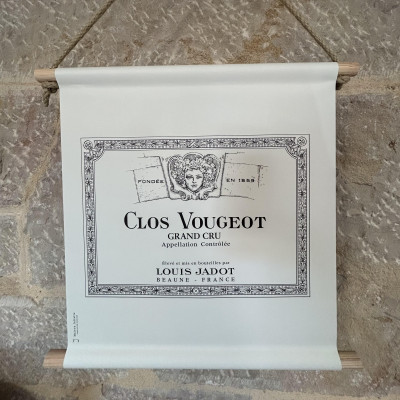 FONDÉE EN 1859
CLOS VOUGEOT
GRAND CRU
Appellation Contrôlée
Élevé et mis en bouteilles par
LOUIS JADOT
BEAUNE - FRANCE